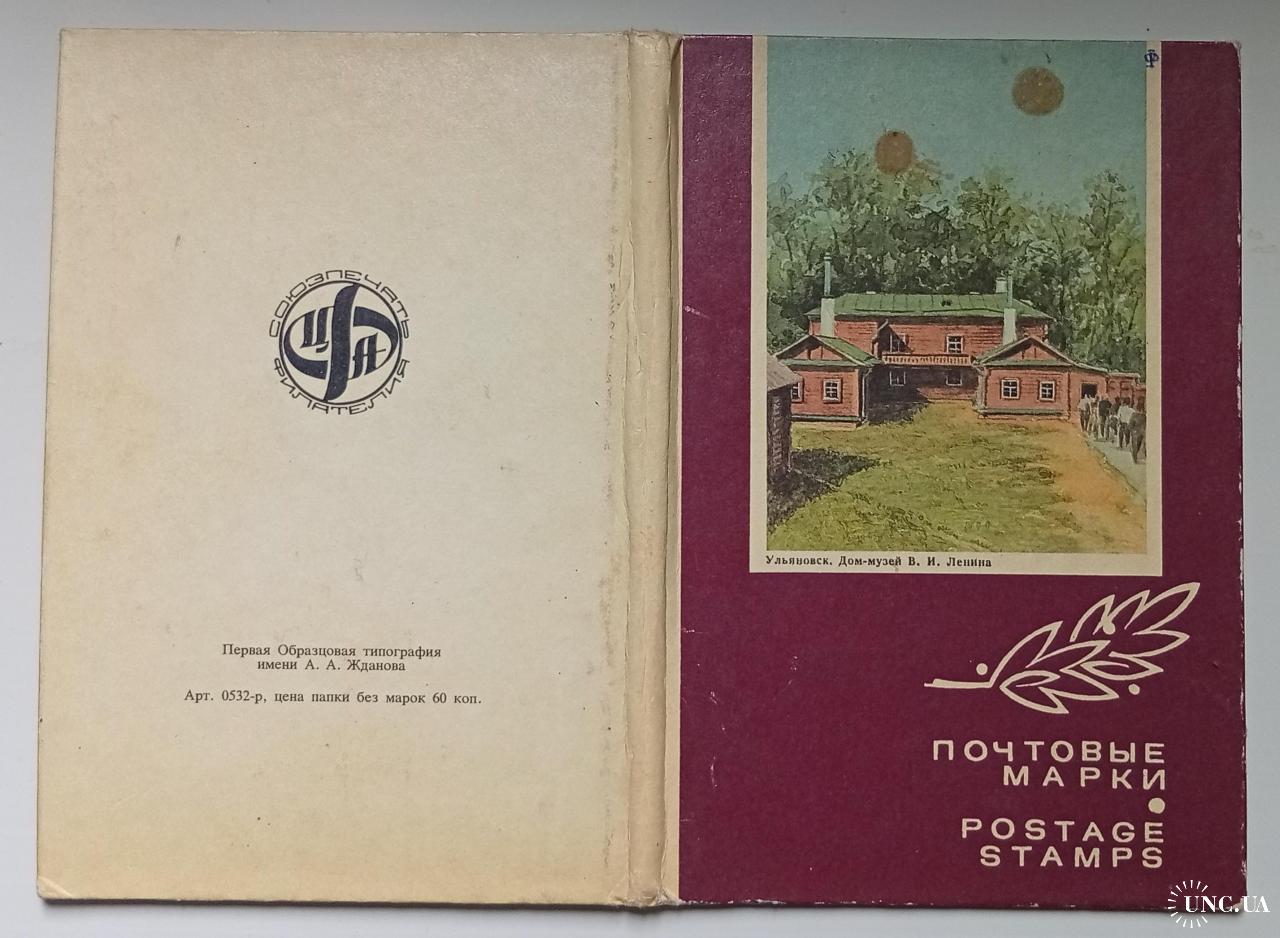 СОЮЗПЕЧАТЬ
ЦФА
ФИЛАТЕЛИЯ
Первая Образцовая типография
имени А. А. Жданова
Арт. 0532-р, цена папки без марок 60 коп.
Ф
Ульяновск. Дом-музей В. И. Ленина
ПОЧТОВЫЕ
МАРКИ
POSTAGE
STAMPS
UNC.UA